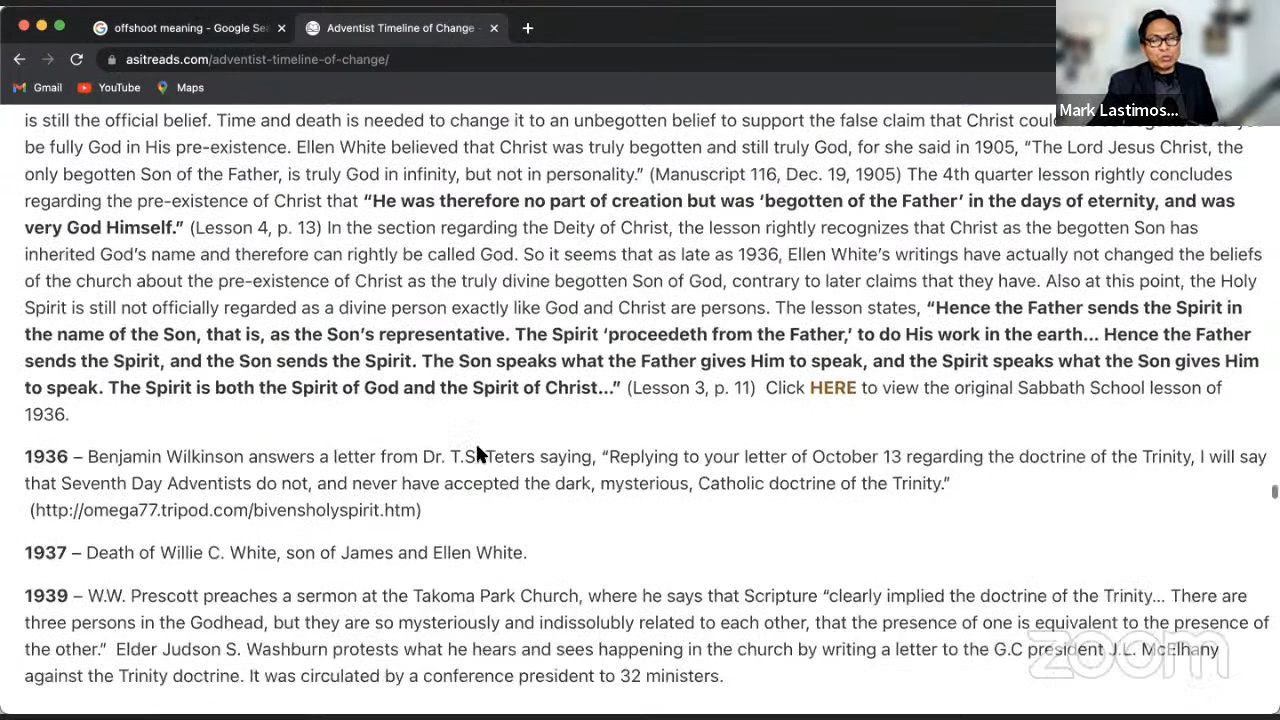 offshoot meaning - Google Se
Adventist Timeline of Change -
asitreads.com/adventist-timeline-of-change/
Gmail YouTube Maps
Mark Lastimos...
is still the official belief. Time and death is needed to change it to an unbegotten belief to support the false claim that Christ
be fully God in His pre-existence. Ellen White believed that Christ was truly begotten and still truly God, for she said in 1905, “The Lord Jesus Christ, the
only begotten Son of the Father, is truly God in infinity, but not in personality.” (Manuscript 116, Dec. 19, 1905) The 4th quarter lesson rightly concludes
regarding the pre-existence of Christ that “He was therefore no part of creation but was ‘begotten of the Father’ in the days of eternity, and was
very God Himself.” (Lesson 4, p. 13) In the section regarding the Deity of Christ, the lesson rightly recognizes that Christ as the begotten Son has
inherited God’s name and therefore can rightly be called God. So it seems that as late as 1936, Ellen White’s writings have actually not changed the beliefs
of the church about the pre-existence of Christ as the truly divine begotten Son of God, contrary to later claims that they have. Also at this point, the Holy
Spirit is still not officially regarded as a divine person exactly like God and Christ are persons. The lesson states, “Hence the Father sends the Spirit in
the name of the Son, that is, as the Son’s representative. The Spirit ‘proceedeth from the Father,’ to do His work in the earth... Hence the Father
sends the Spirit, and the Son sends the Spirit. The Son speaks what the Father gives Him to speak, and the Spirit speaks what the Son gives Him
to speak. The Spirit is both the Spirit of God and the Spirit of Christ...” (Lesson 3, p. 11) Click HERE to view the original Sabbath School lesson of
1936.
1936 – Benjamin Wilkinson answers a letter from Dr. T.S. Teters saying, “Replying to your letter of October 13 regarding the doctrine of the Trinity, I will say
that Seventh Day Adventists do not, and never have accepted the dark, mysterious, Catholic doctrine of the Trinity.”
(http://omega77.tripod.com/bivensholyspirit.htm)
1937 – Death of Willie C. White, son of James and Ellen White.
1939 – W.W. Prescott preaches a sermon at the Takoma Park Church, where he says that Scripture “clearly implied the doctrine of the Trinity... There are
three persons in the Godhead, but they are so mysteriously and indissolubly related to each other, that the presence of one is equivalent to the presence of
the other.” Elder Judson S. Washburn protests what he hears and sees happening in the church by writing a letter to the G.C president J.L. McElhany
against the Trinity doctrine. It was circulated by a conference president to 32 ministers.
zoom